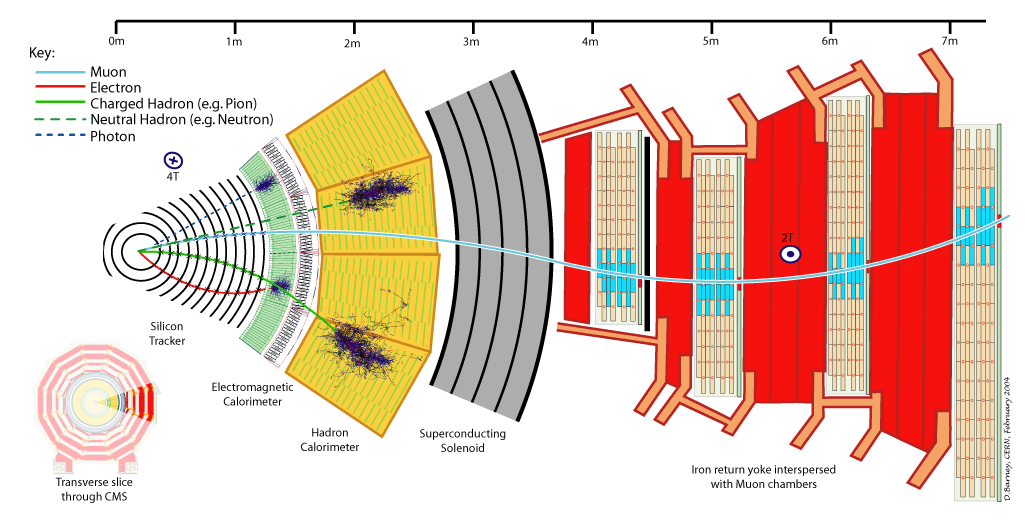 0m
1m
2m
3m
4m
5m
6m
7m
Key:
Muon
Electron
Charged Hadron (e.g. Pion)
Neutral Hadron (e.g. Neutron)
Photon
4T
2T
Silicon
Tracker
Electromagnetic
Calorimeter
Hadron
Calorimeter
Superconducting
Solenoid
Iron return yoke interspersed
with Muon chambers
Transverse slice
through CMS
D. Barney, CERN, February 2004